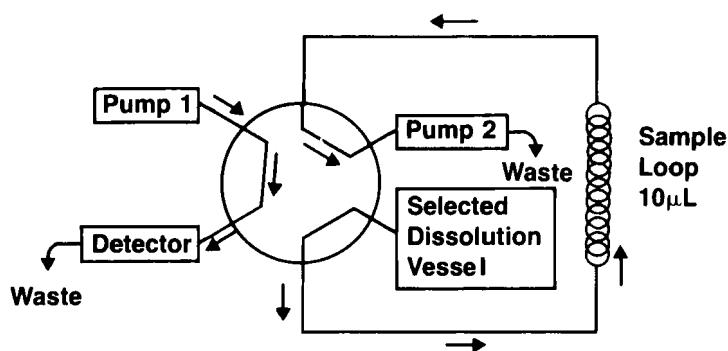 Pump 1
Pump 2
Waste
Sample
Loop
10μL
Selected
Dissolution
Vessel
Detector
Waste